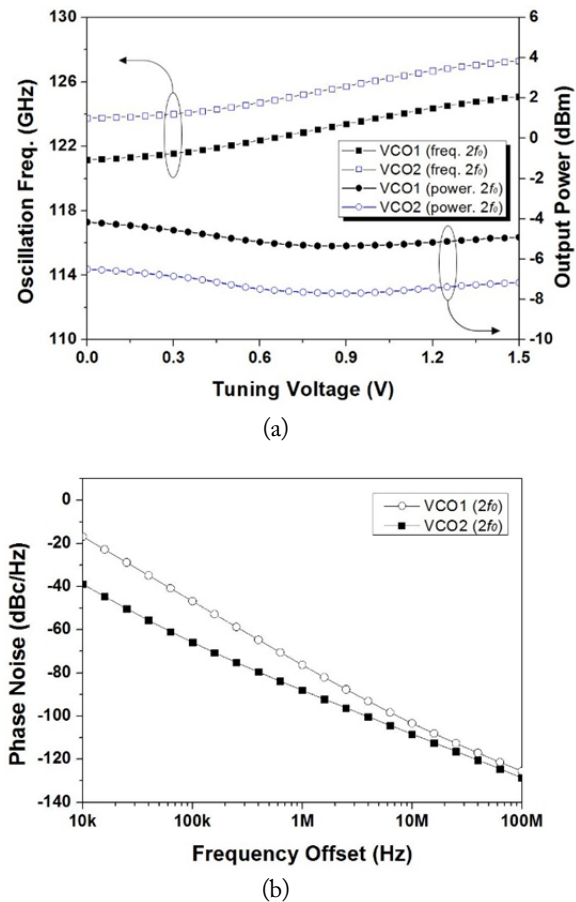 130
126
122
118
114
110
Oscillation Freq. (GHz)
6
4
2
0
-2
-4
-6
-8
-10
Output Power (dBm)
VCO1 (freq. 2f₀)
VCO2 (freq. 2f₀)
VCO1 (power. 2f₀)
VCO2 (power. 2f₀)
0.0 0.3 0.6 0.9 1.2 1.5
Tuning Voltage (V)
(a)
0
-20
-40
-60
-80
-100
-120
-140
Phase Noise (dBc/Hz)
VCO1 (2f₀)
VCO2 (2f₀)
10k 100k 1M 10M 100M
Frequency Offset (Hz)
(b)